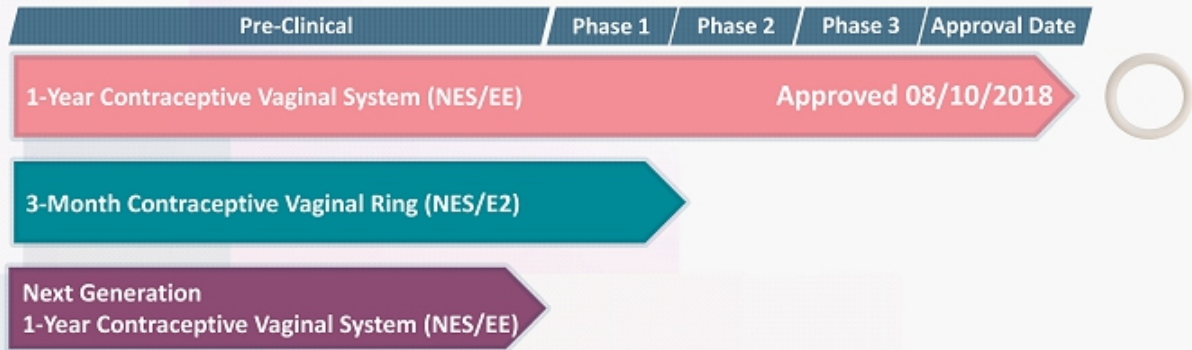 Pre-Clinical Phase 1 Phase 2 Phase 3 Approval Date
1-Year Contraceptive Vaginal System (NES/EE) Approved 08/10/2018
3-Month Contraceptive Vaginal Ring (NES/E2)
Next Generation
1-Year Contraceptive Vaginal System (NES/EE)